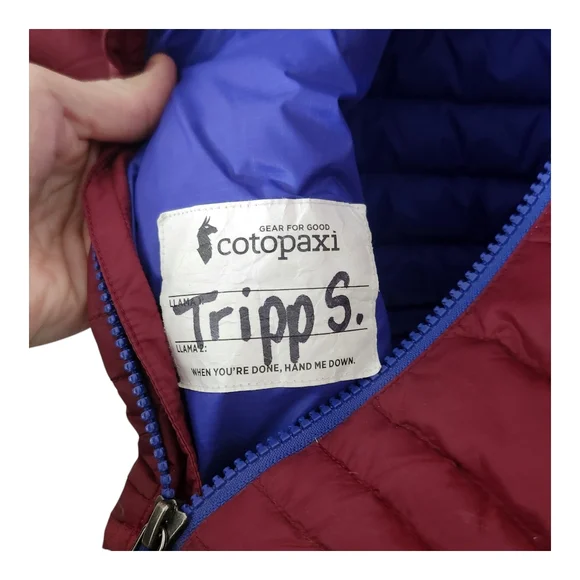 GEAR FOR GOOD
cotopaxi
LLAMA 1:
Tripp S.
LLAMA 2:
WHEN YOU'RE DONE, HAND ME DOWN.